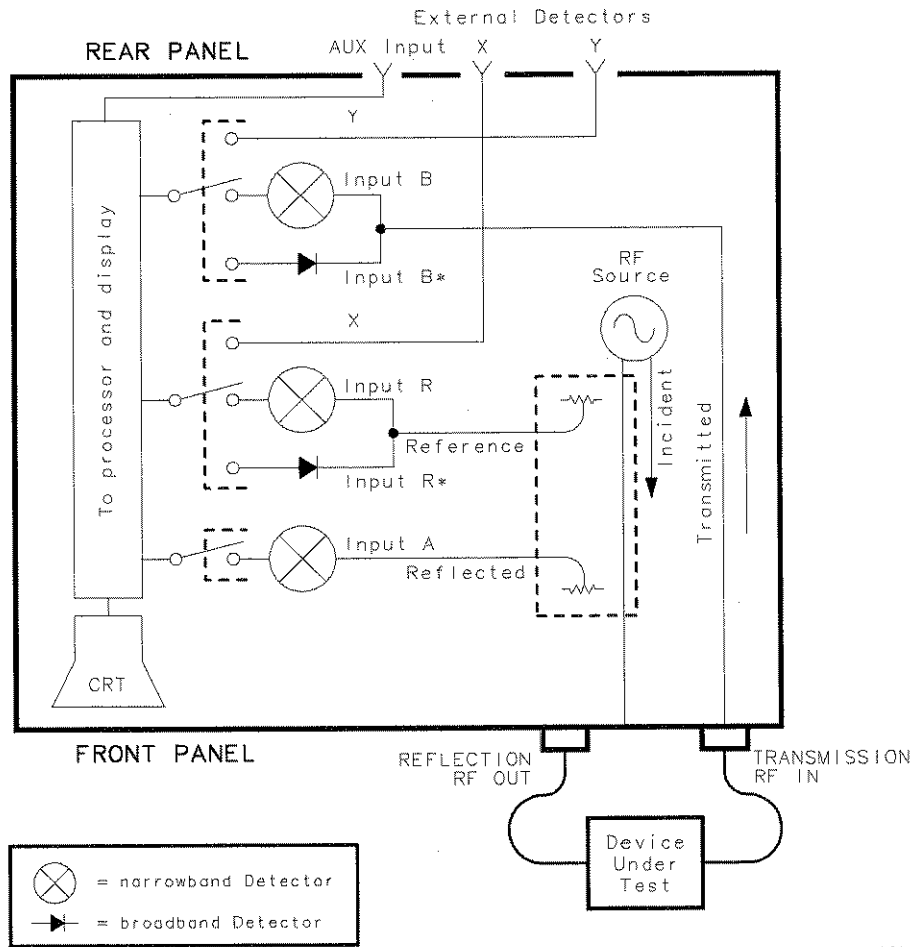 External Detectors
REAR PANEL
AUX Input
X
Y
Y
Input B
Input B*
X
Input R
Reference
Input R*
Input A
Reflected
To processor and display
RF
Source
Incident
Transmitted
CRT
FRONT PANEL
REFLECTION
RF OUT
TRANSMISSION
RF IN
Device
Under
Test
= narrowband Detector
= broadband Detector